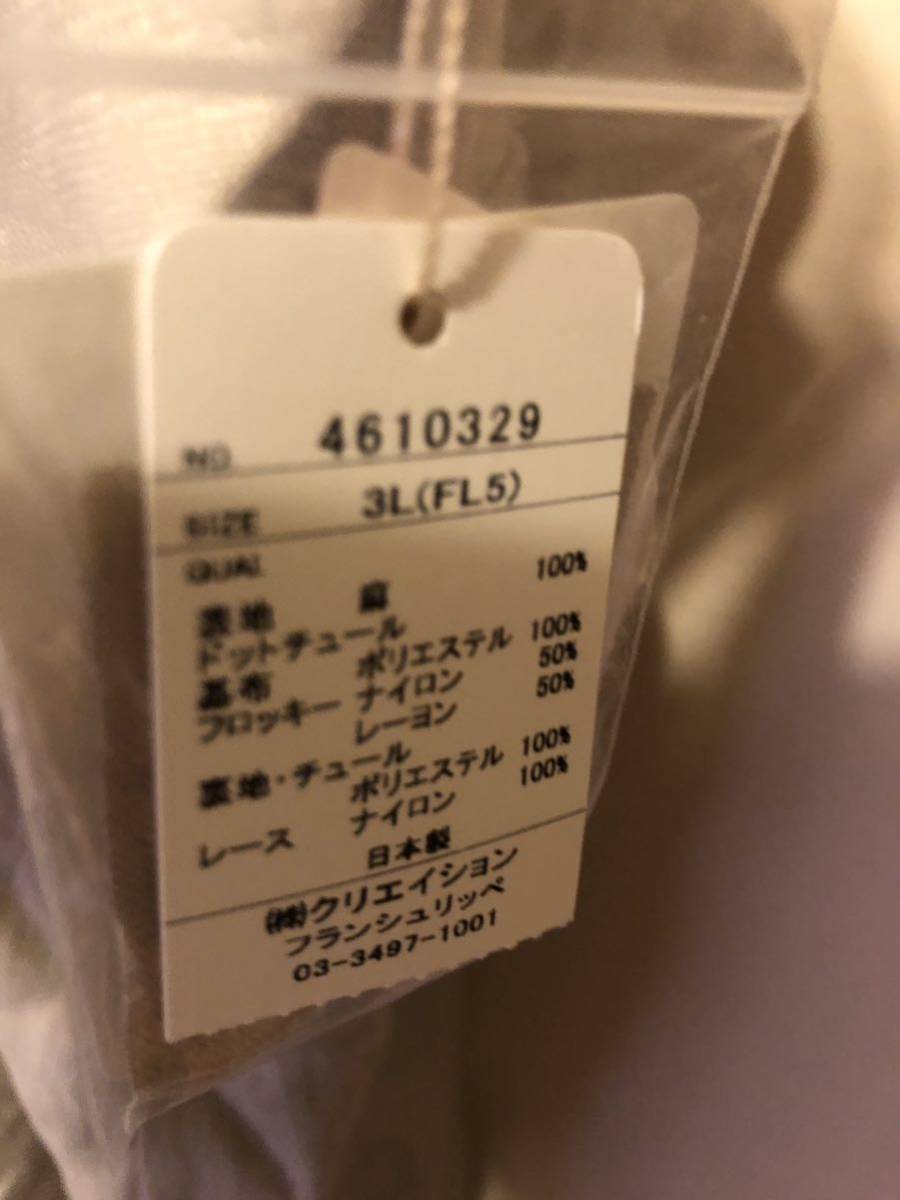 NO 4610329
SIZE 3L(FL5)
QUAL
表地 麻 100%
ドットチュール
基布 ポリエステル 100%
フロッキー ナイロン 50%
レーヨン 50%
裏地・チュール
ポリエステル 100%
レース ナイロン 100%
日本製
㈱クリエイション
フランシュリッペ
03-3497-1001